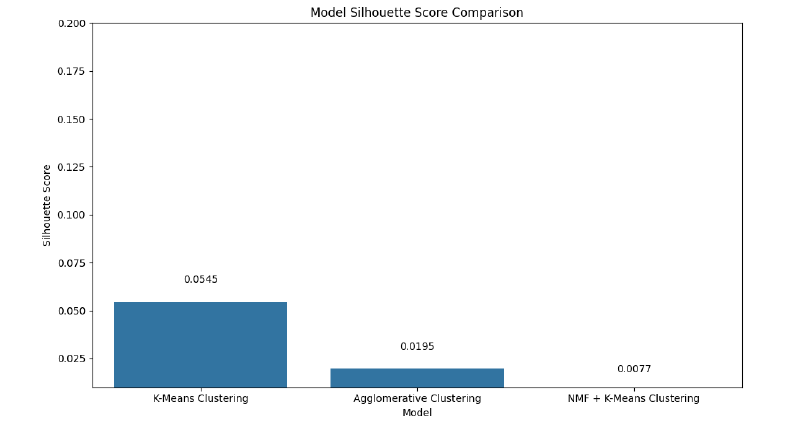 Model Silhouette Score Comparison
0.200
0.175
0.150
0.125
0.100
0.075
0.050
0.025
Silhouette Score
0.0545
0.0195
0.0077
K-Means Clustering
Agglomerative Clustering
NMF + K-Means Clustering
Model